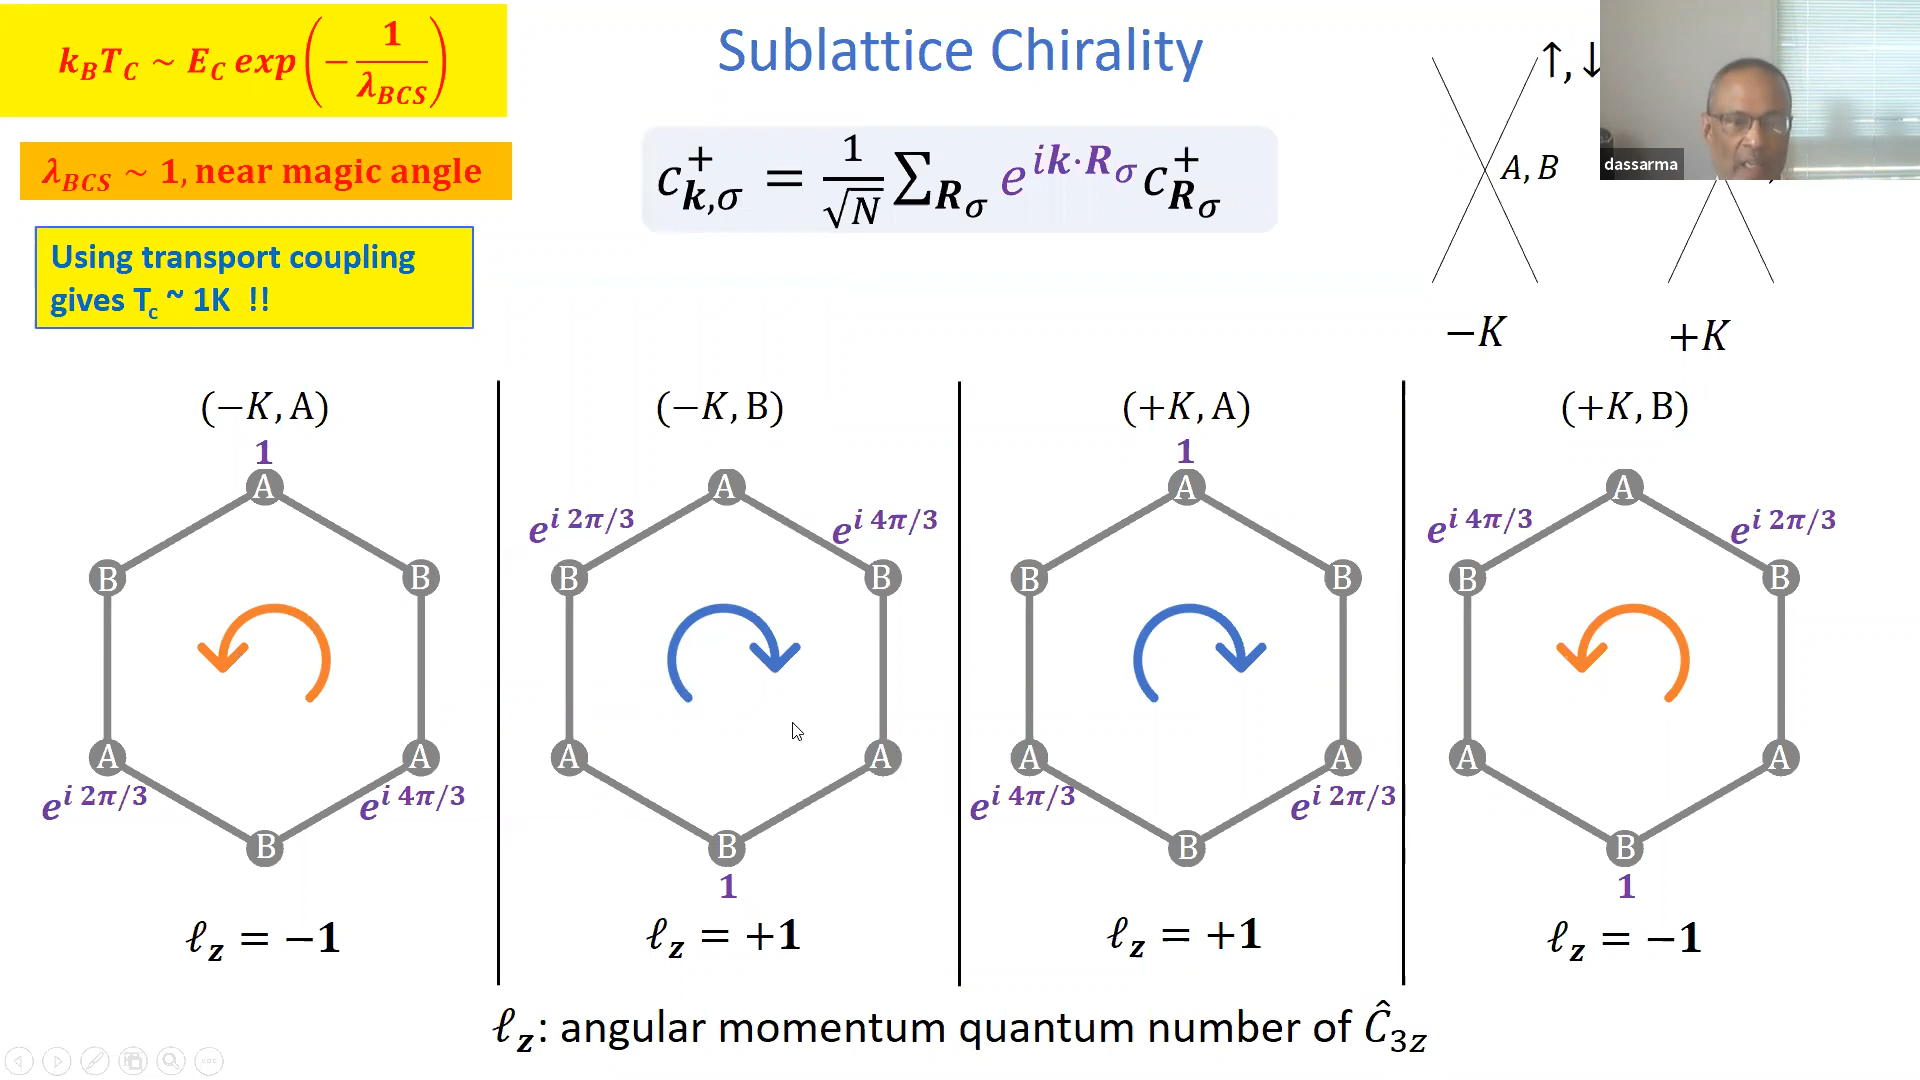 k_B T_C ~ E_C exp(−1/λ_BCS)
Sublattice Chirality
↑,↓
dassarma
λ_BCS ~ 1, near magic angle
c⁺_{k,σ} = 1/√N ∑_{R_σ} e^{ik·R_σ} c⁺_{R_σ}
A, B
Using transport coupling
gives T_c ~ 1K !!
−K
+K
(−K, A)
(−K, B)
(+K, A)
(+K, B)
1
1
A
A
A
A
e^{i 2π/3}
e^{i 4π/3}
e^{i 4π/3}
e^{i 2π/3}
B
B
B
B
B
B
B
B
A
A
A
A
A
A
A
A
e^{i 2π/3}
e^{i 4π/3}
e^{i 4π/3}
e^{i 2π/3}
B
B
B
B
1
1
ℓ_z = −1
ℓ_z = +1
ℓ_z = +1
ℓ_z = −1
ℓ_z: angular momentum quantum number of Ĉ_{3z}